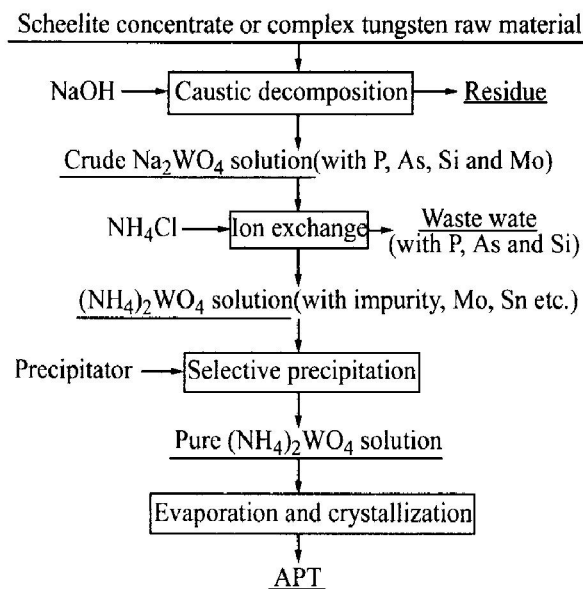 Scheelite concentrate or complex tungsten raw material
NaOH Caustic decomposition Residue
Crude Na₂WO₄ solution(with P, As, Si and Mo)
NH₄Cl Ion exchange Waste wate
(with P, As and Si)
(NH₄)₂WO₄ solution(with impurity, Mo, Sn etc.)
Precipitator Selective precipitation
Pure (NH₄)₂WO₄ solution
Evaporation and crystallization
APT